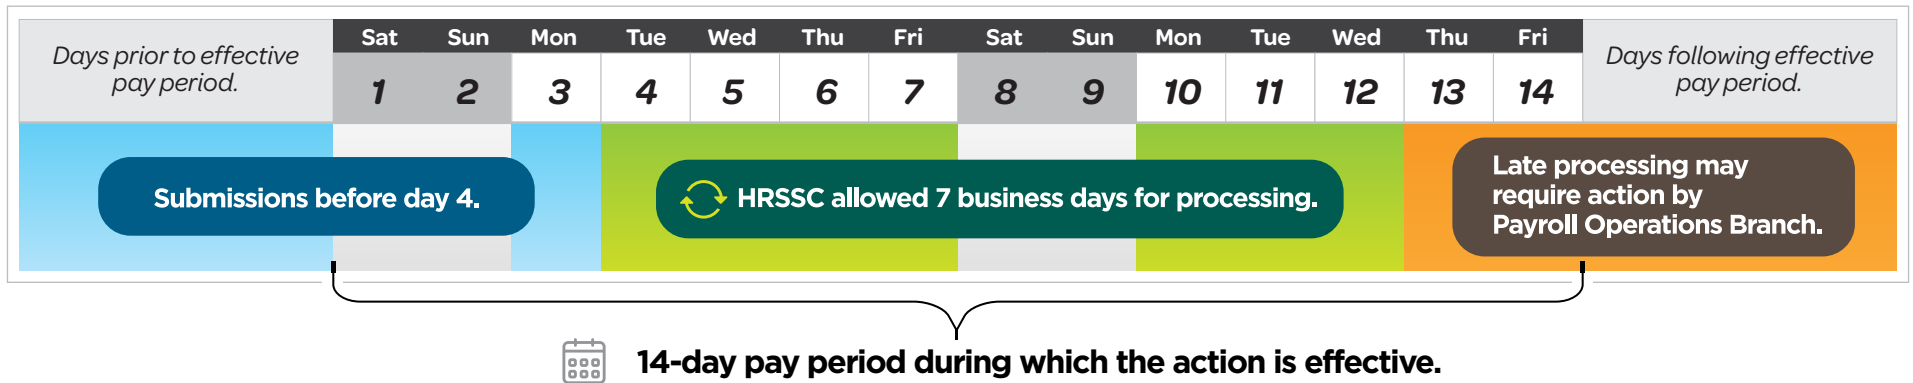 Days prior to effective
pay period.
Sat Sun Mon Tue Wed Thu Fri Sat Sun Mon Tue Wed Thu Fri
1 2 3 4 5 6 7 8 9 10 11 12 13 14
Days following effective
pay period.
Submissions before day 4.
HRSSC allowed 7 business days for processing.
Late processing may
require action by
Payroll Operations Branch.
14-day pay period during which the action is effective.